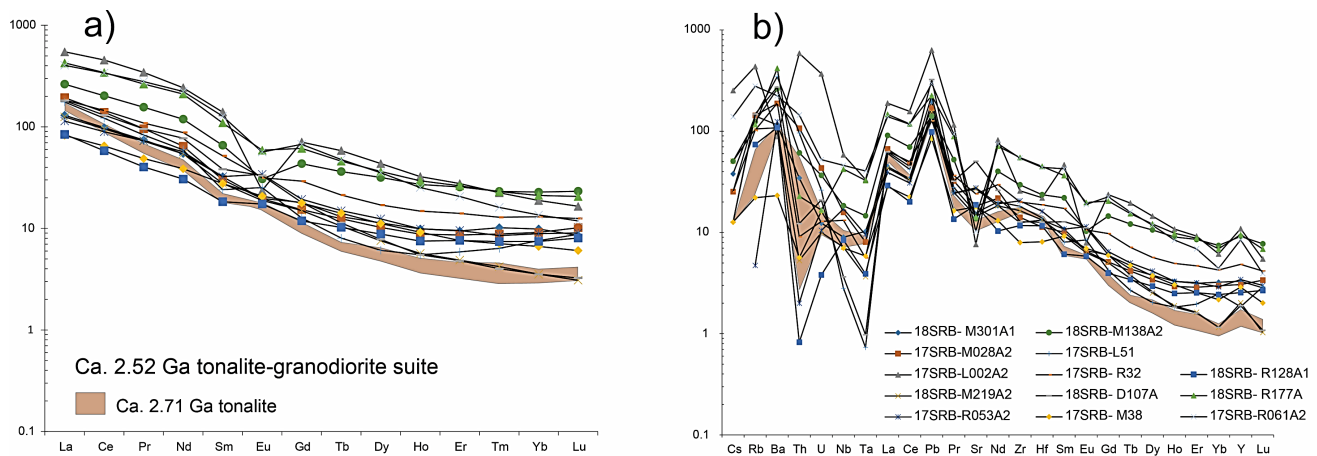 a)
1000
100
10
1
0.1
Ca. 2.52 Ga tonalite-granodiorite suite
Ca. 2.71 Ga tonalite
La Ce Pr Nd Sm Eu Gd Tb Dy Ho Er Tm Yb Lu
b)
1000
100
10
1
0.1
18SRB- M301A1 18SRB-M138A2
17SRB-M028A2 17SRB-L51
17SRB-L002A2 17SRB- R32 18SRB- R128A1
18SRB-M219A2 18SRB- D107A 18SRB- R177A
17SRB-R053A2 17SRB- M38 17SRB-R061A2
Cs Rb Ba Th U Nb Ta La Ce Pb Pr Sr Nd Zr Hf Sm Eu Gd Tb Dy Ho Er Yb Y Lu